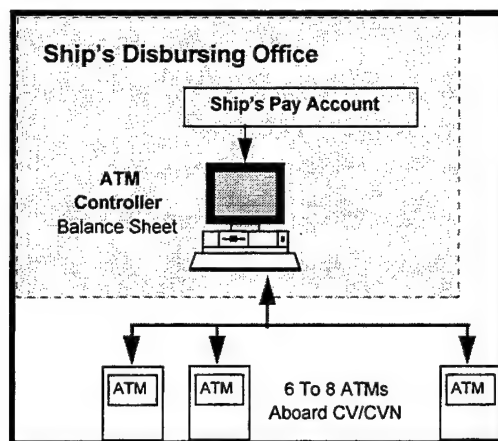 Ship's Disbursing Office
Ship's Pay Account
ATM
Controller
Balance Sheet
ATM ATM 6 To 8 ATMs ATM
Aboard CV/CVN